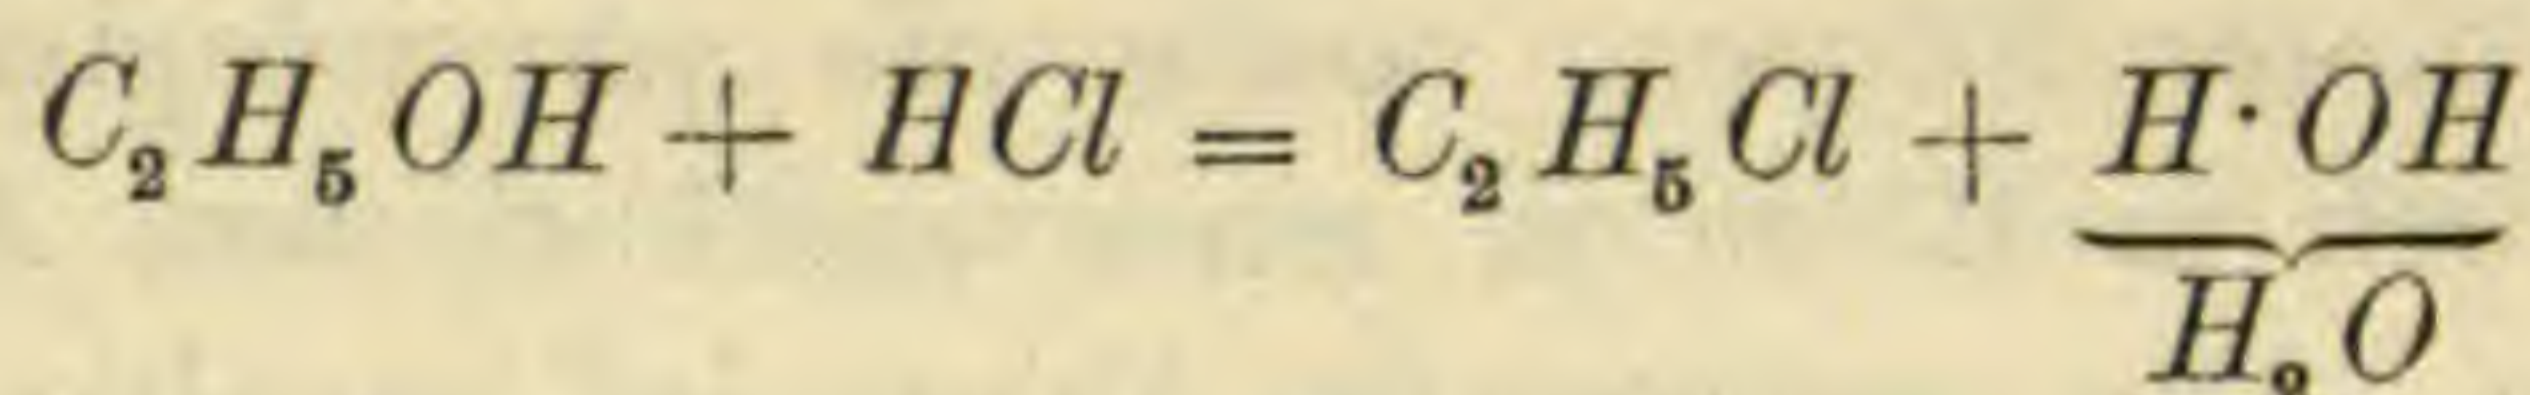 C₂H₅OH + HCl = C₂H₅Cl + H·OH
H₂O